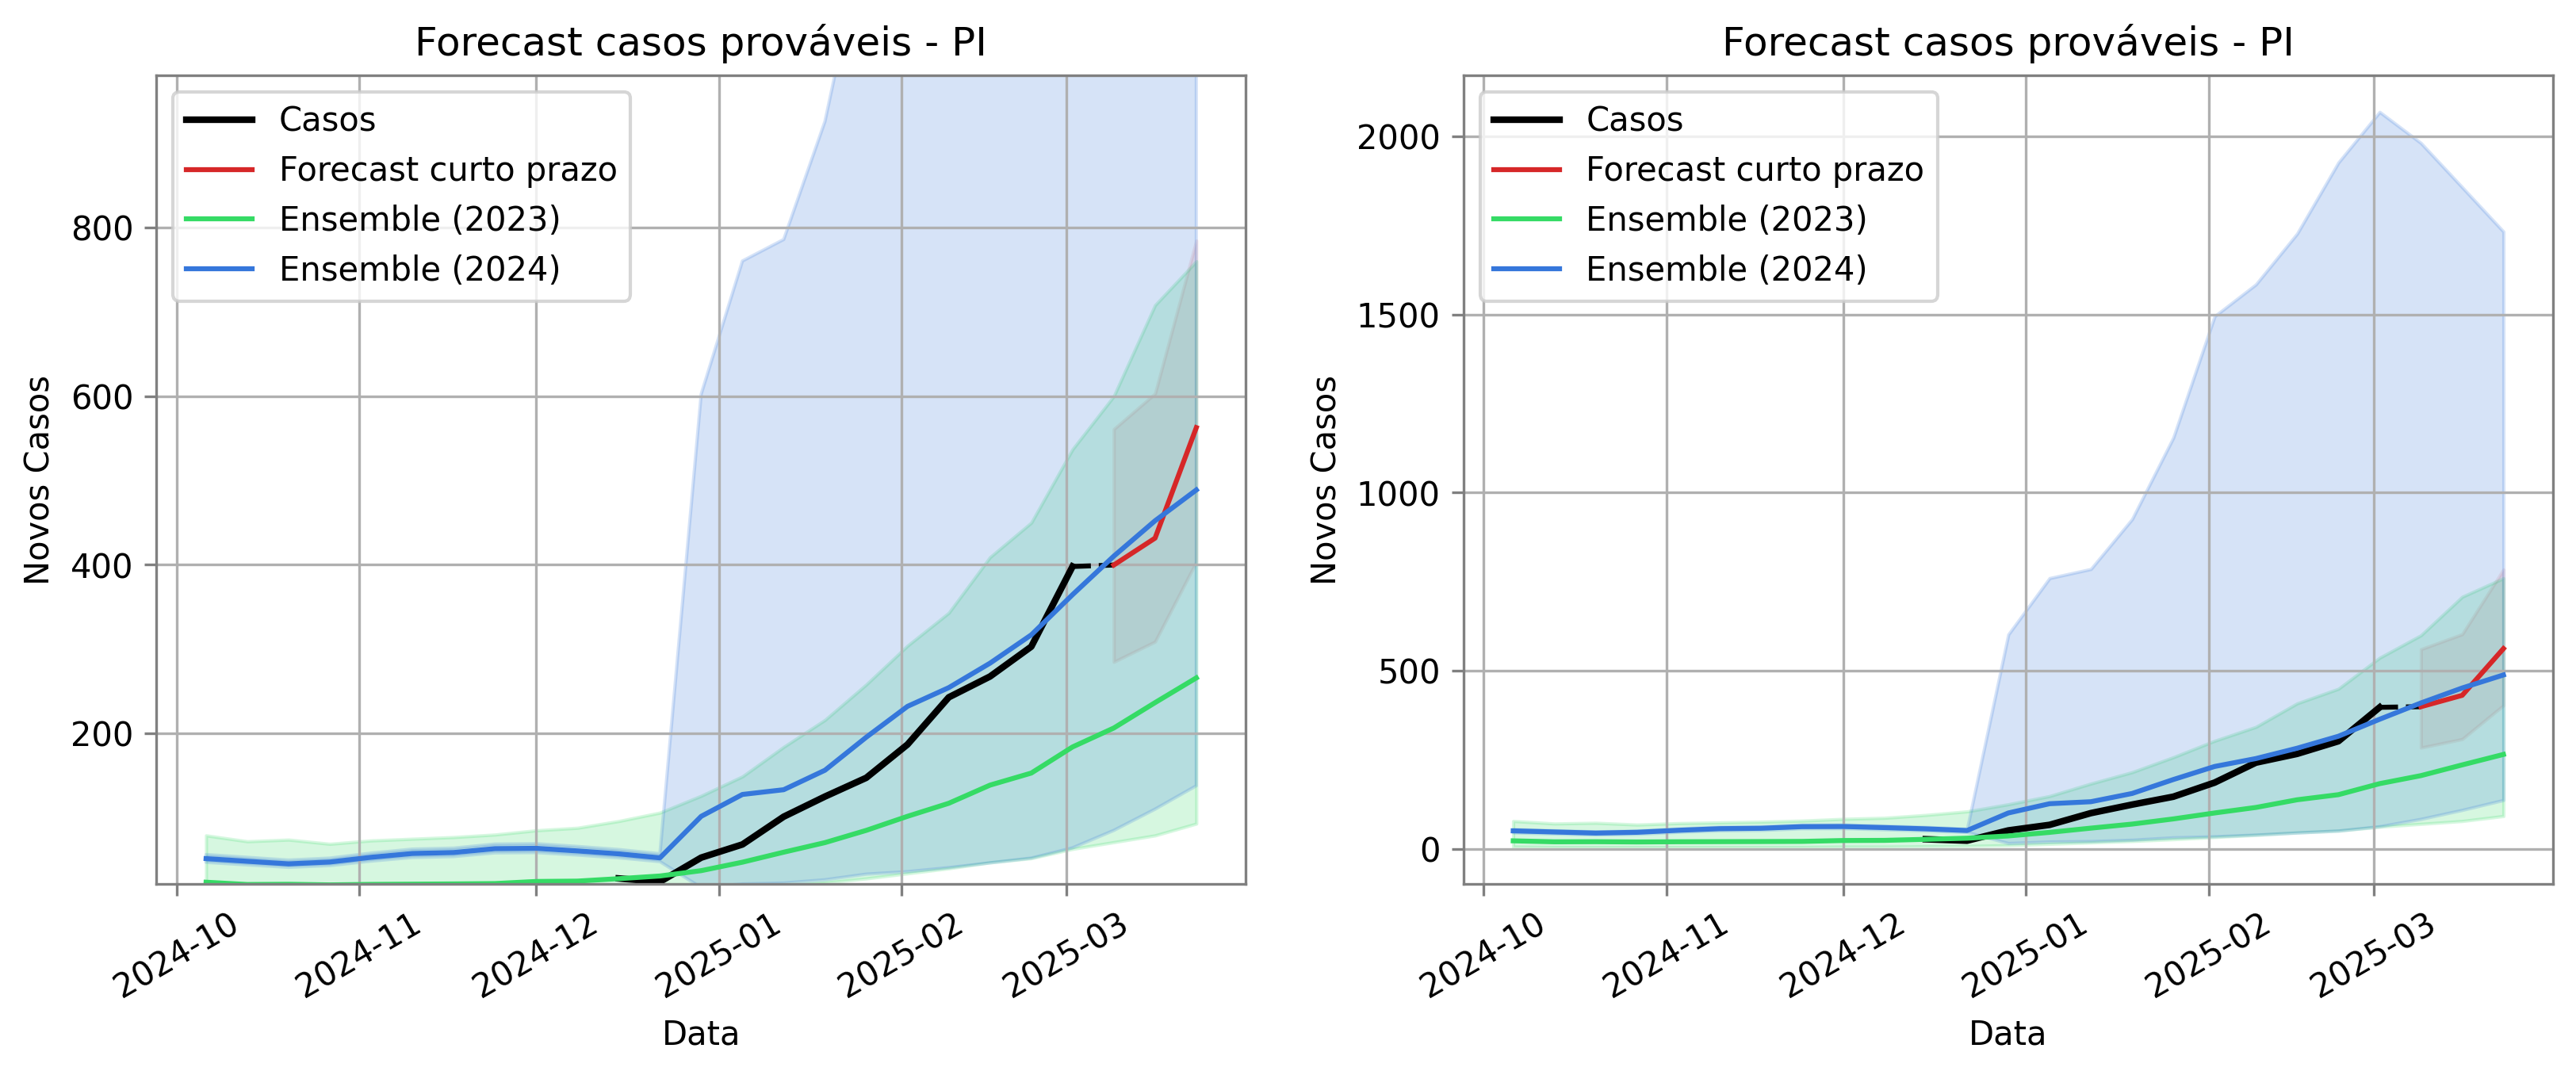 Forecast casos prováveis - PI
Casos
Forecast curto prazo
Ensemble (2023)
Ensemble (2024)
800
600
400
200
Novos Casos
2024-10
2024-11
2024-12
2025-01
2025-02
2025-03
Data
Forecast casos prováveis - PI
Casos
Forecast curto prazo
Ensemble (2023)
Ensemble (2024)
2000
1500
1000
500
0
Novos Casos
2024-10
2024-11
2024-12
2025-01
2025-02
2025-03
Data